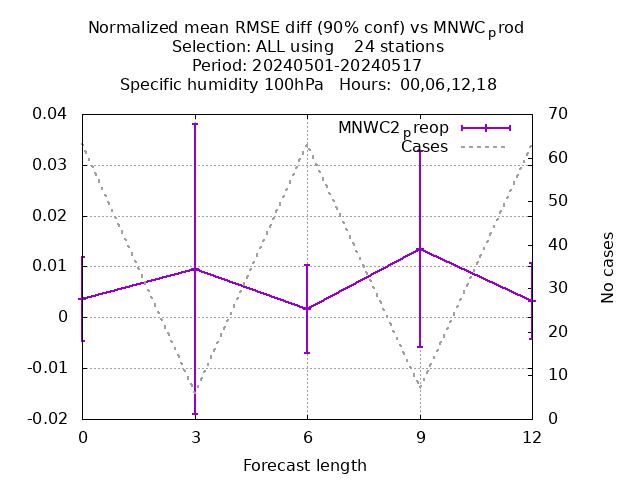 Normalized mean RMSE diff (90% conf) vs MNWCprod
Selection: ALL using    24 stations
Period: 20240501-20240517
Specific humidity 100hPa   Hours:  00,06,12,18
0.04
0.03
0.02
0.01
0
-0.01
-0.02
MNWC2preop
Cases
70
60
50
40
30
20
10
0
No cases
0 3 6 9 12
Forecast length